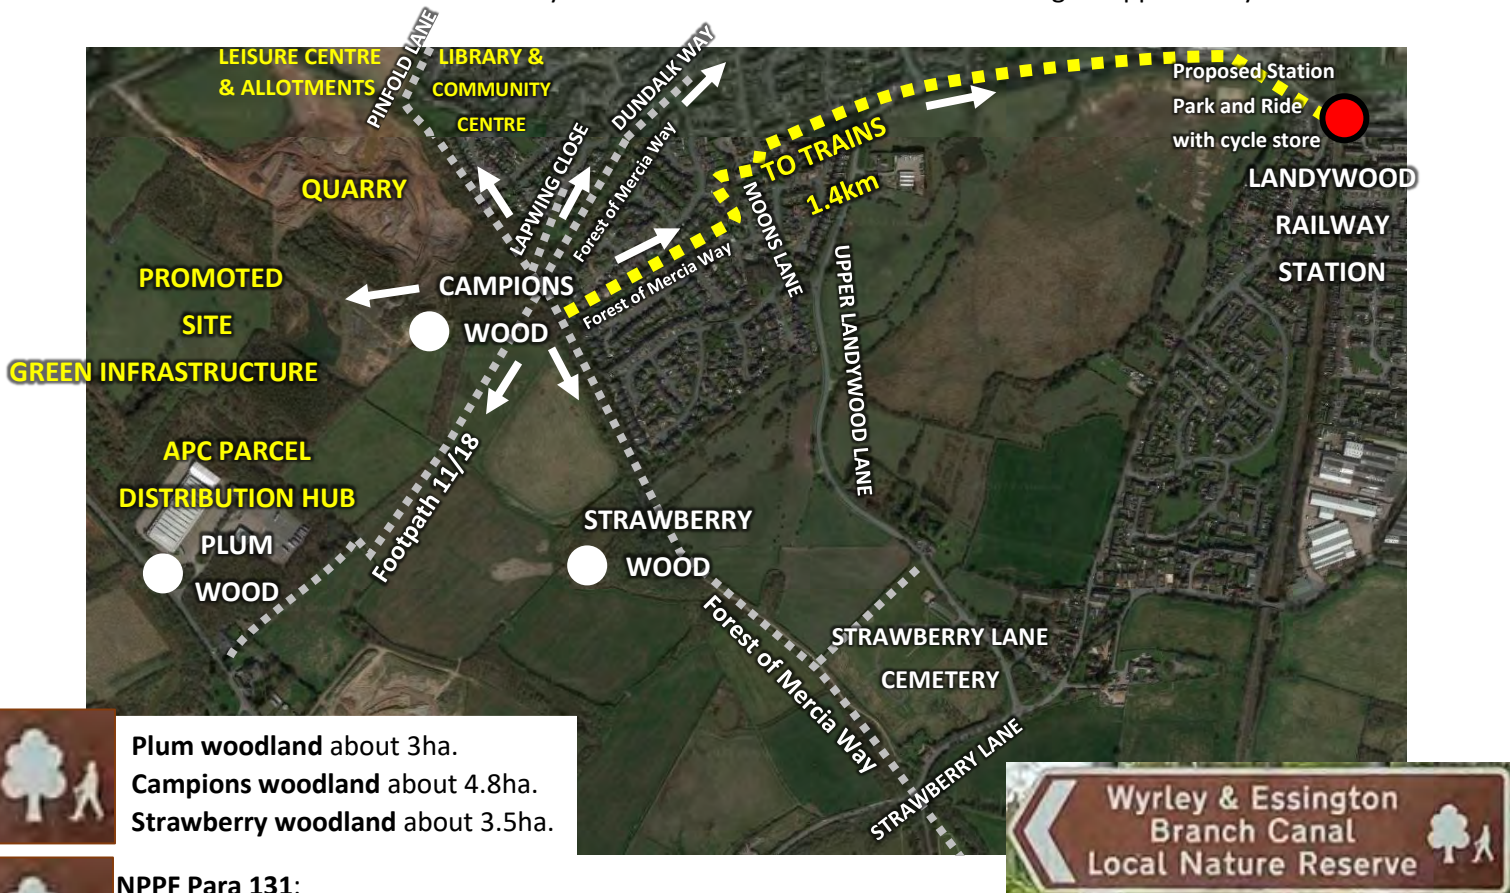 LEISURE CENTRE
& ALLOTMENTS
PINFOLD LANE
LIBRARY &
COMMUNITY
CENTRE
DUNDALK WAY
LAPWING CLOSE
Forest of Mercia Way
QUARRY
TO TRAINS
1.4km
Proposed Station
Park and Ride
with cycle store
LANDYWOOD
RAILWAY
STATION
MOONS LANE
UPPER LANDYWOOD LANE
Forest of Mercia Way
CAMPIONS
WOOD
PROMOTED
SITE
GREEN INFRASTRUCTURE
APC PARCEL
DISTRIBUTION HUB
PLUM
WOOD
Footpath 11/18
STRAWBERRY
WOOD
Forest of Mercia Way
STRAWBERRY LANE
CEMETERY
STRAWBERRY LANE
Plum woodland about 3ha.
Campions woodland about 4.8ha.
Strawberry woodland about 3.5ha.
Wyrley & Essington
Branch Canal
Local Nature Reserve
NPPF Para 131: